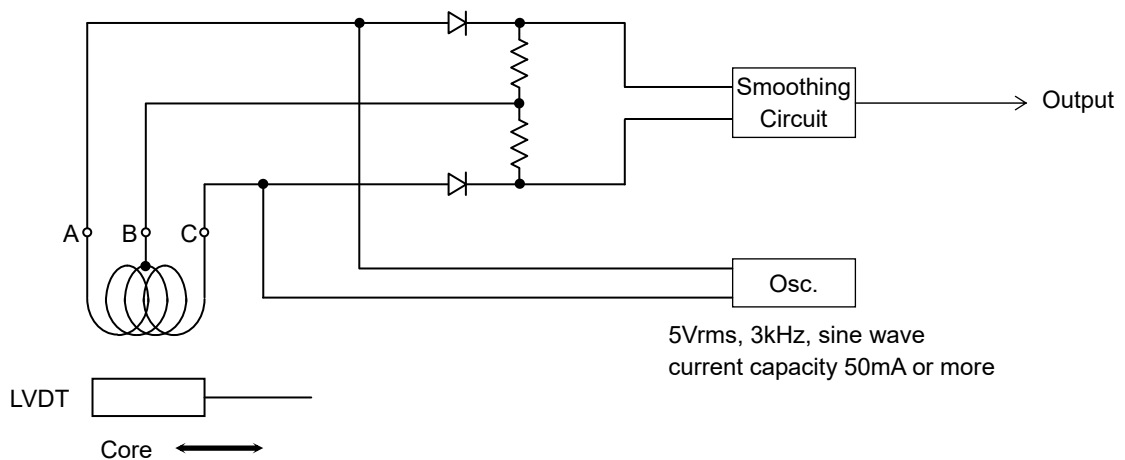 Smoothing
Circuit
Output
A B C
Osc.
5Vrms, 3kHz, sine wave
current capacity 50mA or more
LVDT
Core